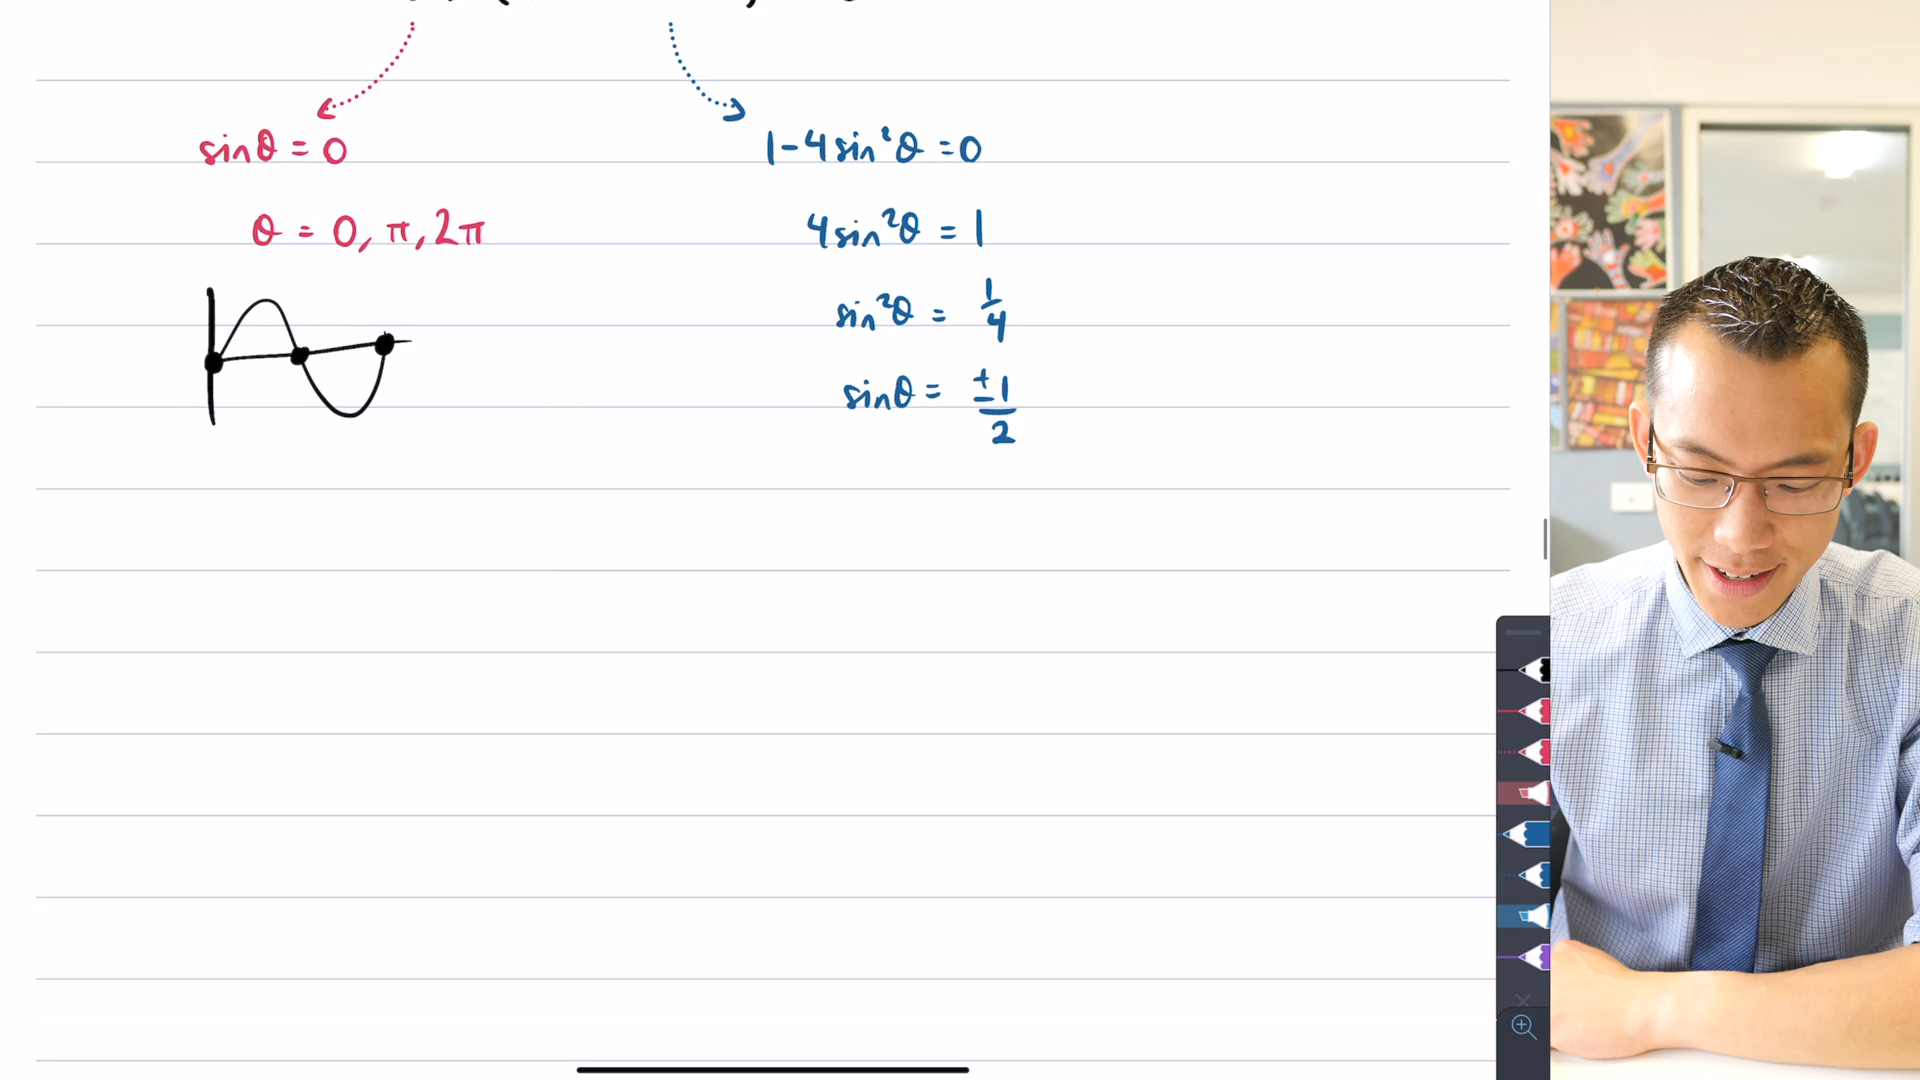 sinθ = 0
θ = 0, π, 2π
1-4sin²θ = 0
4sin²θ = 1
sin²θ = 1/4
sinθ = ±1/2